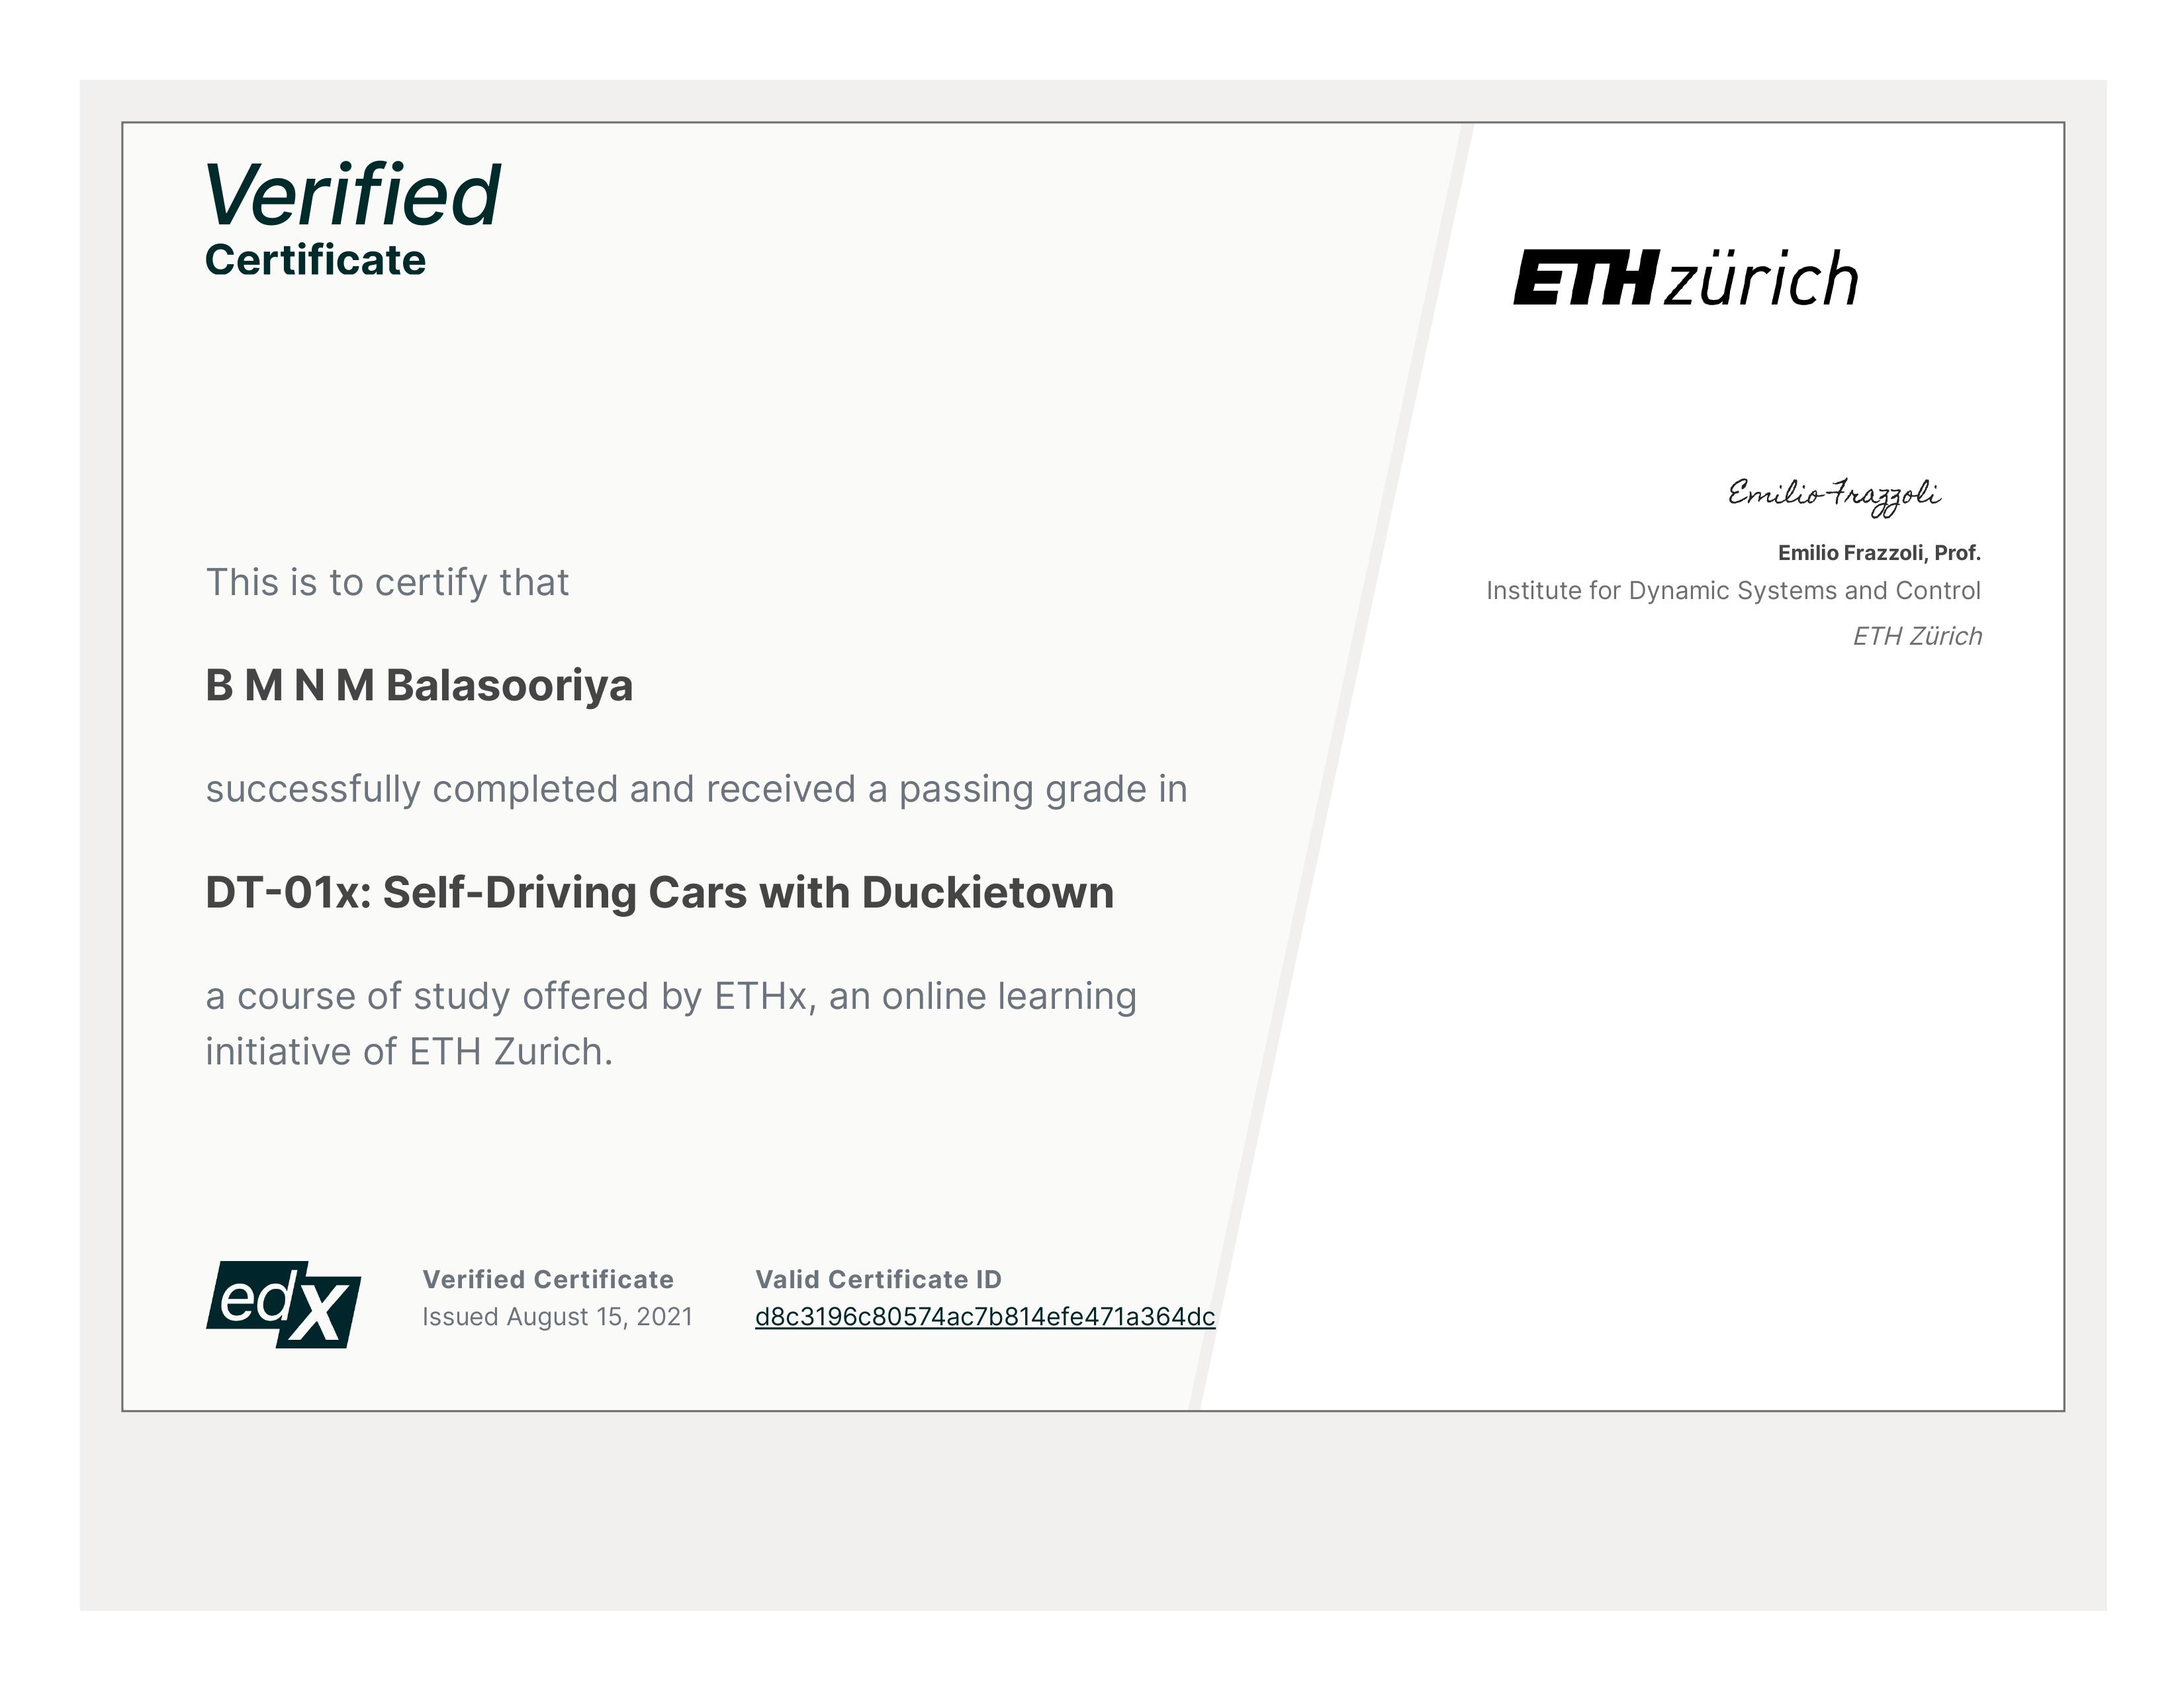 Verified
Certificate
ETH zürich
Emilio Frazzoli
Emilio Frazzoli, Prof.
Institute for Dynamic Systems and Control
ETH Zürich
This is to certify that
B M N M Balasooriya
successfully completed and received a passing grade in
DT-01x: Self-Driving Cars with Duckietown
a course of study offered by ETHx, an online learning
initiative of ETH Zurich.
edX
Verified Certificate
Issued August 15, 2021
Valid Certificate ID
d8c3196c80574ac7b814efe471a364dc